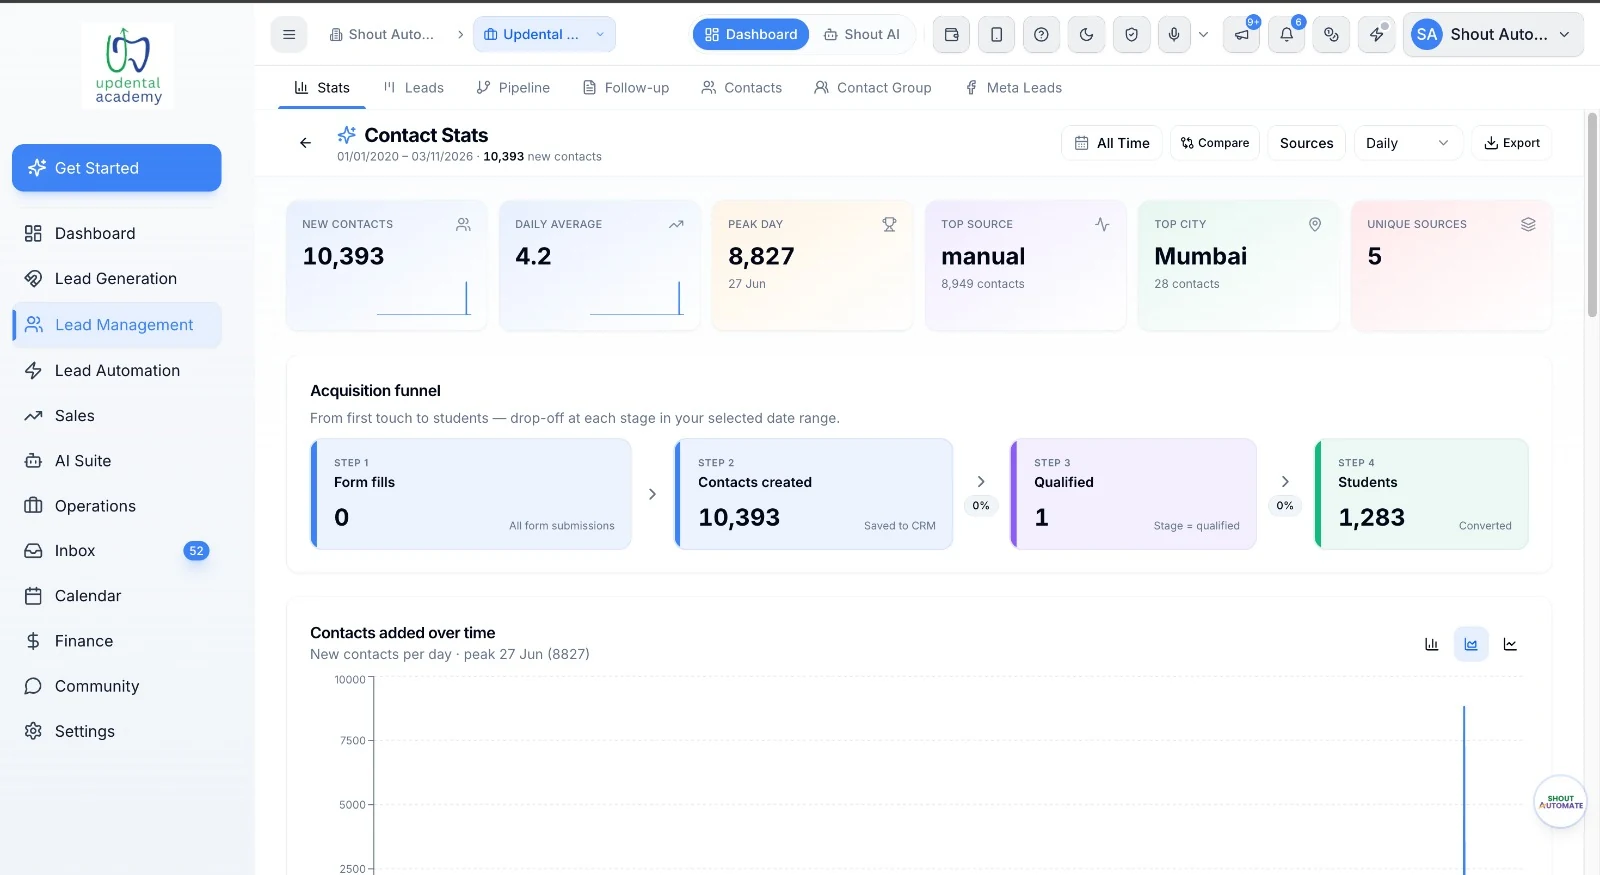 updental
academy
Get Started
Dashboard
Lead Generation
Lead Management
Lead Automation
Sales
AI Suite
Operations
Inbox 52
Calendar
Finance
Community
Settings
Shout Auto... Updental ... Dashboard Shout AI 9+ 6 SA Shout Auto...
Stats Leads Pipeline Follow-up Contacts Contact Group Meta Leads
Contact Stats
01/01/2020 – 03/11/2026 · 10,393 new contacts
All Time Compare Sources Daily Export
NEW CONTACTS
10,393
DAILY AVERAGE
4.2
PEAK DAY
8,827
27 Jun
TOP SOURCE
manual
8,949 contacts
TOP CITY
Mumbai
28 contacts
UNIQUE SOURCES
5
Acquisition funnel
From first touch to students — drop-off at each stage in your selected date range.
STEP 1
Form fills
0 All form submissions
STEP 2
Contacts created
10,393 Saved to CRM
0%
STEP 3
Qualified
1 Stage = qualified
0%
STEP 4
Students
1,283 Converted
Contacts added over time
New contacts per day · peak 27 Jun (8827)
10000
7500
5000
2500
SHOUT
AUTOMATE